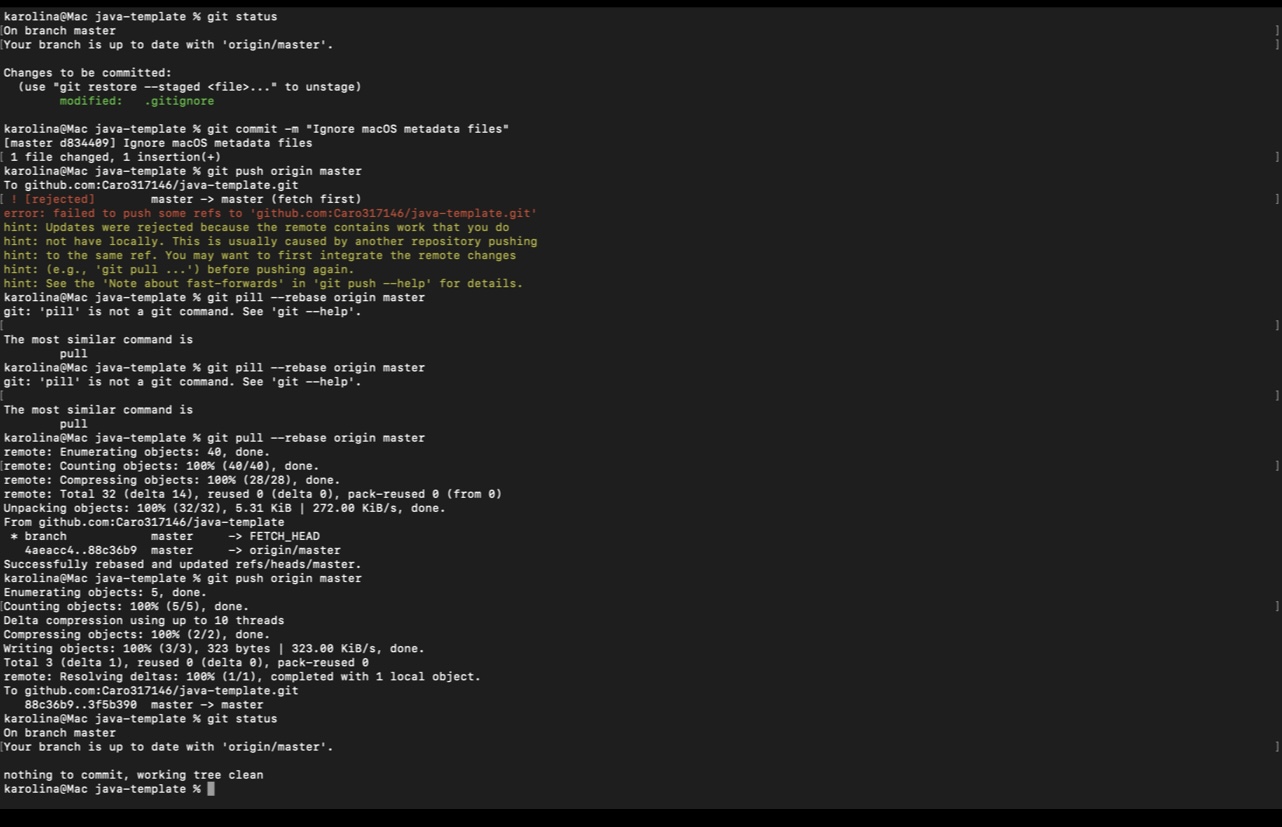 karolina@Mac java-template % git status
[On branch master ]
[Your branch is up to date with 'origin/master'. ]
Changes to be committed:
(use "git restore --staged <file>..." to unstage)
modified: .gitignore
karolina@Mac java-template % git commit -m "Ignore macOS metadata files"
[master d834409] Ignore macOS metadata files
[ 1 file changed, 1 insertion(+) ]
karolina@Mac java-template % git push origin master
To github.com:Caro317146/java-template.git
[ ! [rejected] master -> master (fetch first) ]
error: failed to push some refs to 'github.com:Caro317146/java-template.git'
hint: Updates were rejected because the remote contains work that you do
hint: not have locally. This is usually caused by another repository pushing
hint: to the same ref. You may want to first integrate the remote changes
hint: (e.g., 'git pull ...') before pushing again.
hint: See the 'Note about fast-forwards' in 'git push --help' for details.
karolina@Mac java-template % git pill --rebase origin master
git: 'pill' is not a git command. See 'git --help'.
[ ]
The most similar command is
pull
karolina@Mac java-template % git pill --rebase origin master
git: 'pill' is not a git command. See 'git --help'.
[ ]
The most similar command is
pull
karolina@Mac java-template % git pull --rebase origin master
remote: Enumerating objects: 40, done.
[remote: Counting objects: 100% (40/40), done. ]
remote: Compressing objects: 100% (28/28), done.
remote: Total 32 (delta 14), reused 0 (delta 0), pack-reused 0 (from 0)
Unpacking objects: 100% (32/32), 5.31 KiB | 272.00 KiB/s, done.
From github.com:Caro317146/java-template
* branch master -> FETCH_HEAD
4aeacc4..88c36b9 master -> origin/master
Successfully rebased and updated refs/heads/master.
karolina@Mac java-template % git push origin master
Enumerating objects: 5, done.
[Counting objects: 100% (5/5), done. ]
Delta compression using up to 10 threads
Compressing objects: 100% (2/2), done.
Writing objects: 100% (3/3), 323 bytes | 323.00 KiB/s, done.
Total 3 (delta 1), reused 0 (delta 0), pack-reused 0
remote: Resolving deltas: 100% (1/1), completed with 1 local object.
To github.com:Caro317146/java-template.git
88c36b9..3f5b390 master -> master
karolina@Mac java-template % git status
On branch master
[Your branch is up to date with 'origin/master'. ]
nothing to commit, working tree clean
karolina@Mac java-template %